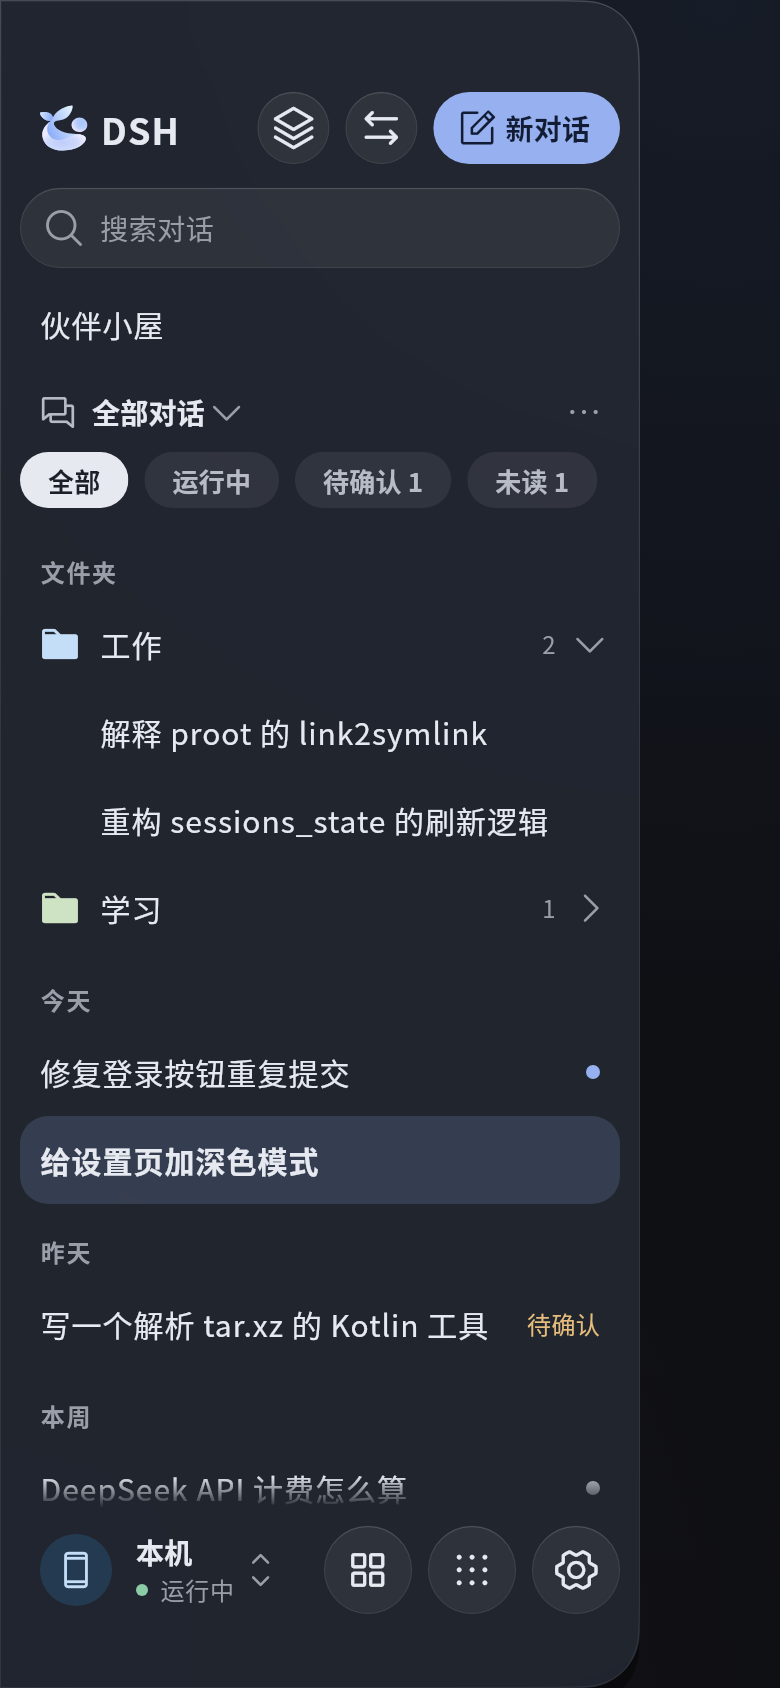 DSH
新对话
搜索对话
伙伴小屋
全部对话
全部
运行中
待确认 1
未读 1
文件夹
工作 2
解释 proot 的 link2symlink
重构 sessions_state 的刷新逻辑
学习 1
今天
修复登录按钮重复提交
给设置页加深色模式
昨天
写一个解析 tar.xz 的 Kotlin 工具 待确认
本周
DeepSeek API 计费怎么算
本机
运行中